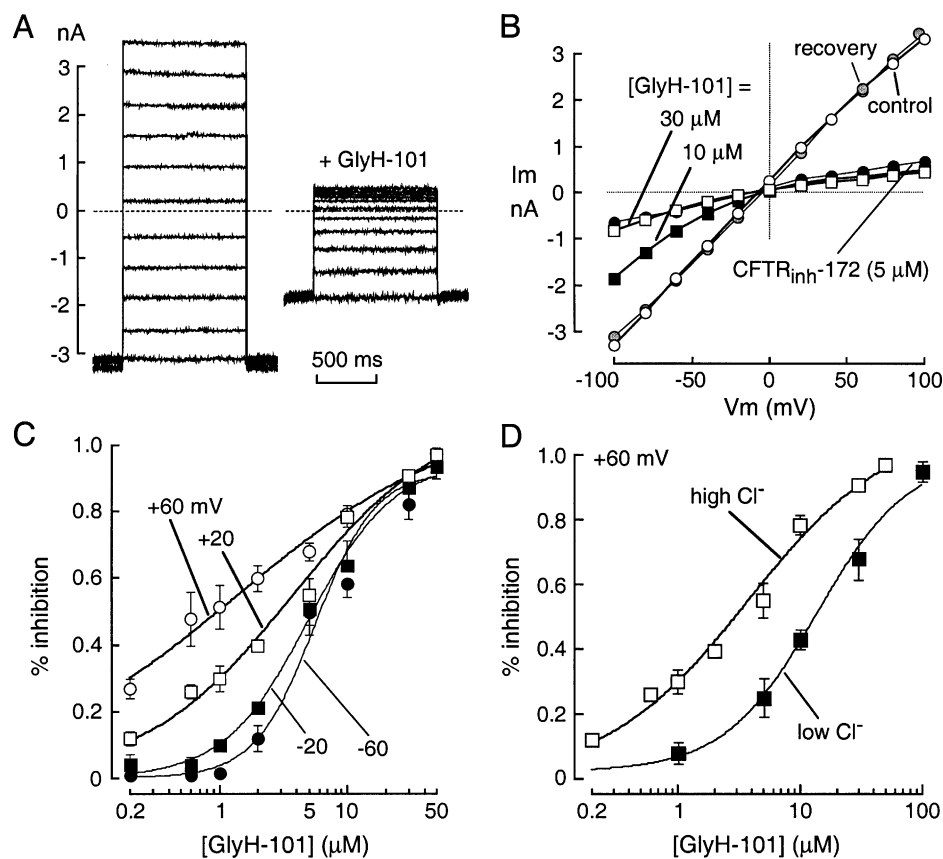 A
nA
3
2
1
0
-1
-2
-3
+ GlyH-101
500 ms
B
3
2
1
Im
0
nA
-1
-2
-3
recovery
control
[GlyH-101] =
30 μM
10 μM
CFTRinh-172 (5 μM)
-100
-50
0
50
100
Vm (mV)
C
1.0
0.8
0.6
0.4
0.2
0
% inhibition
+60 mV
+20
-20
-60
0.2
1
5
10
50
[GlyH-101] (μM)
D
+60 mV
1.0
0.8
0.6
0.4
0.2
0
% inhibition
high Cl⁻
low Cl⁻
0.2
1
10
100
[GlyH-101] (μM)